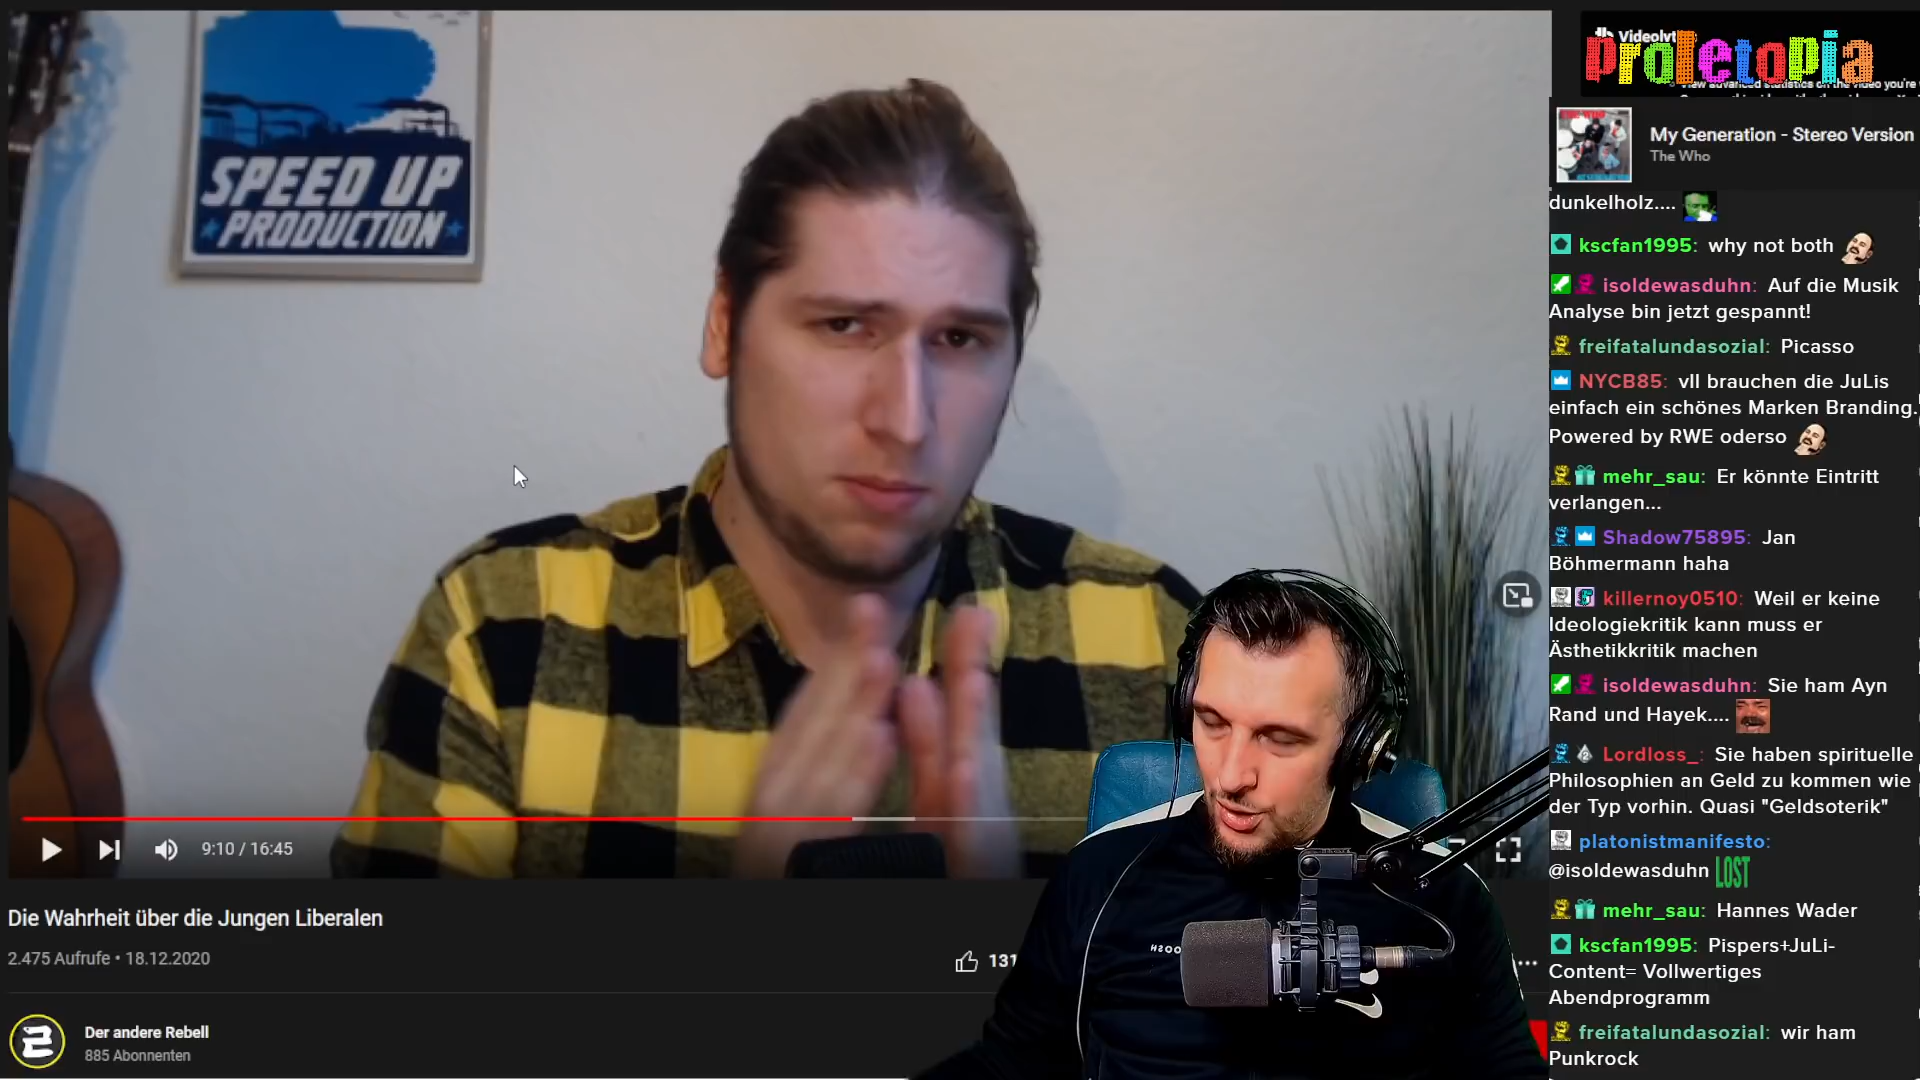 SPEED UP
PRODUCTION
9:10 / 16:45
Die Wahrheit über die Jungen Liberalen
2.475 Aufrufe • 18.12.2020
131
Der andere Rebell
885 Abonnenten
Proletopia
My Generation - Stereo Version
The Who
dunkelholz....
kscfan1995: why not both
isoldewasduhn: Auf die Musik
Analyse bin jetzt gespannt!
freifatalundasozial: Picasso
NYCB85: vll brauchen die JuLis
einfach ein schönes Marken Branding.
Powered by RWE oderso
mehr_sau: Er könnte Eintritt
verlangen...
Shadow75895: Jan
Böhmermann haha
killernoy0510: Weil er keine
Ideologiekritik kann muss er
Ästhetikkritik machen
isoldewasduhn: Sie ham Ayn
Rand und Hayek....
Lordloss_: Sie haben spirituelle
Philosophien an Geld zu kommen wie
der Typ vorhin. Quasi "Geldsoterik"
platonistmanifesto:
@isoldewasduhn LOST
mehr_sau: Hannes Wader
kscfan1995: Pispers+JuLi-
Content= Vollwertiges
Abendprogramm
freifatalundasozial: wir ham
Punkrock